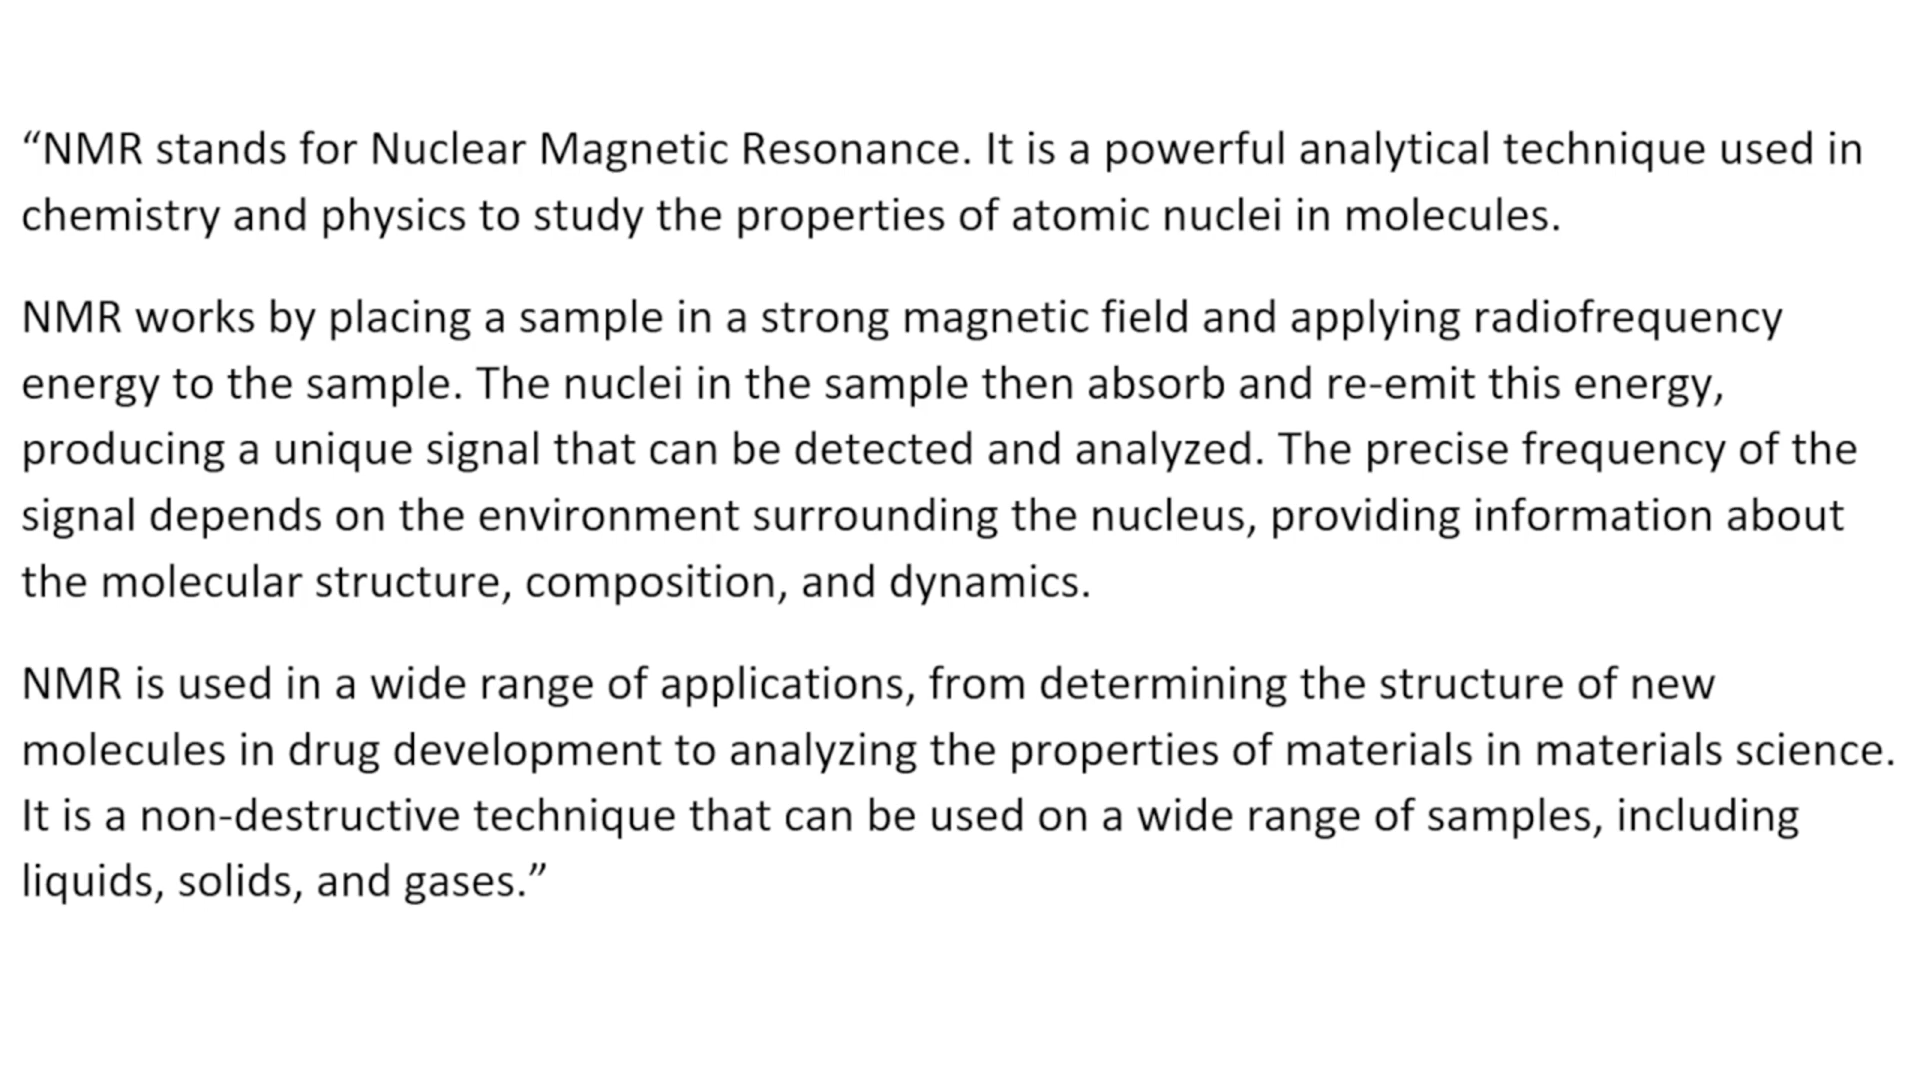 “NMR stands for Nuclear Magnetic Resonance. It is a powerful analytical technique used in
chemistry and physics to study the properties of atomic nuclei in molecules.
NMR works by placing a sample in a strong magnetic field and applying radiofrequency
energy to the sample. The nuclei in the sample then absorb and re-emit this energy,
producing a unique signal that can be detected and analyzed. The precise frequency of the
signal depends on the environment surrounding the nucleus, providing information about
the molecular structure, composition, and dynamics.
NMR is used in a wide range of applications, from determining the structure of new
molecules in drug development to analyzing the properties of materials in materials science.
It is a non-destructive technique that can be used on a wide range of samples, including
liquids, solids, and gases.”